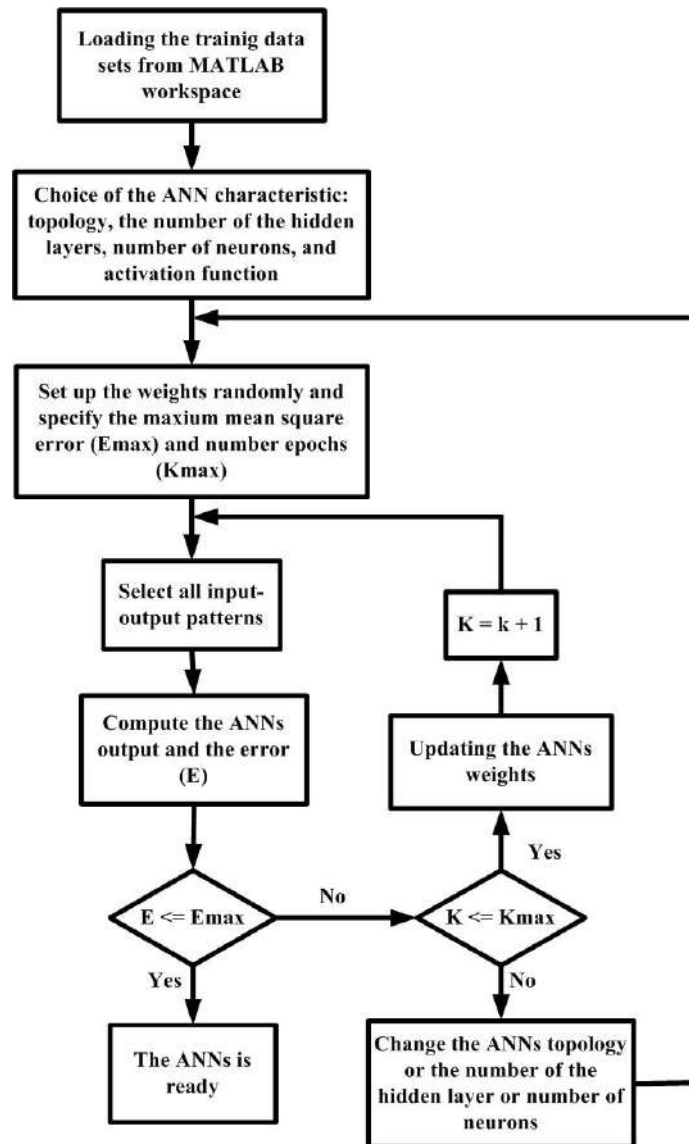 Loading the trainig data
sets from MATLAB
workspace
Choice of the ANN characteristic:
topology, the number of the hidden
layers, number of neurons, and
activation function
Set up the weights randomly and
specify the maxium mean square
error (Emax) and number epochs
(Kmax)
Select all input-
output patterns
K = k + 1
Compute the ANNs
output and the error
(E)
Updating the ANNs
weights
Yes
No
E <= Emax
K <= Kmax
Yes
No
The ANNs is
ready
Change the ANNs topology
or the number of the
hidden layer or number of
neurons